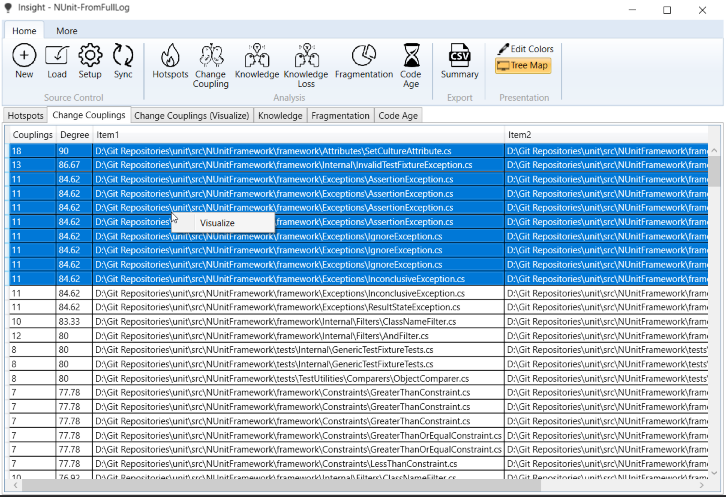 Insight - NUnit-FromFullLog
Home More
New Load Setup Sync Hotspots Change Coupling Knowledge Knowledge Loss Fragmentation Code Age Summary Edit Colors Tree Map
CSV
Source Control Analysis Export Presentation
Hotspots Change Couplings Change Couplings (Visualize) Knowledge Fragmentation Code Age
Couplings Degree Item1 Item2
18 90 D:\Git Repositories\unit\src\NUnitFramework\framework\Attributes\SetCultureAttribute.cs D:\Git Repositories\unit\src\NUnitFramework\fram
13 86.67 D:\Git Repositories\unit\src\NUnitFramework\framework\Internal\InvalidTestFixtureException.cs D:\Git Repositories\unit\src\NUnitFramework\fram
11 84.62 D:\Git Repositories\unit\src\NUnitFramework\framework\Exceptions\AssertionException.cs D:\Git Repositories\unit\src\NUnitFramework\fram
11 84.62 D:\Git Repositories\unit\src\NUnitFramework\framework\Exceptions\AssertionException.cs D:\Git Repositories\unit\src\NUnitFramework\fram
11 84.62 D:\Git Repositories\unit\src\NUnitFramework\framework\Exceptions\AssertionException.cs D:\Git Repositories\unit\src\NUnitFramework\fram
11 84.62 D:\Git Repositories framework\Exceptions\AssertionException.cs D:\Git Repositories\unit\src\NUnitFramework\fram
Visualize
11 84.62 D:\Git Repositories\unit\src\NUnitFramework\framework\Exceptions\IgnoreException.cs D:\Git Repositories\unit\src\NUnitFramework\fram
11 84.62 D:\Git Repositories\unit\src\NUnitFramework\framework\Exceptions\IgnoreException.cs D:\Git Repositories\unit\src\NUnitFramework\fram
11 84.62 D:\Git Repositories\unit\src\NUnitFramework\framework\Exceptions\IgnoreException.cs D:\Git Repositories\unit\src\NUnitFramework\fram
11 84.62 D:\Git Repositories\unit\src\NUnitFramework\framework\Exceptions\InconclusiveException.cs D:\Git Repositories\unit\src\NUnitFramework\fram
11 84.62 D:\Git Repositories\unit\src\NUnitFramework\framework\Exceptions\InconclusiveException.cs D:\Git Repositories\unit\src\NUnitFramework\fram
11 84.62 D:\Git Repositories\unit\src\NUnitFramework\framework\Exceptions\ResultStateException.cs D:\Git Repositories\unit\src\NUnitFramework\fram
10 83.33 D:\Git Repositories\unit\src\NUnitFramework\framework\Internal\Filters\ClassNameFilter.cs D:\Git Repositories\unit\src\NUnitFramework\fram
12 80 D:\Git Repositories\unit\src\NUnitFramework\framework\Internal\Filters\AndFilter.cs D:\Git Repositories\unit\src\NUnitFramework\fram
8 80 D:\Git Repositories\unit\src\NUnitFramework\tests\Internal\GenericTestFixtureTests.cs D:\Git Repositories\unit\src\NUnitFramework\tests\
8 80 D:\Git Repositories\unit\src\NUnitFramework\tests\Internal\GenericTestFixtureTests.cs D:\Git Repositories\unit\src\NUnitFramework\tests\
8 80 D:\Git Repositories\unit\src\NUnitFramework\tests\TestUtilities\Comparers\ObjectComparer.cs D:\Git Repositories\unit\src\NUnitFramework\tests\
7 77.78 D:\Git Repositories\unit\src\NUnitFramework\framework\Constraints\GreaterThanConstraint.cs D:\Git Repositories\unit\src\NUnitFramework\fram
7 77.78 D:\Git Repositories\unit\src\NUnitFramework\framework\Constraints\GreaterThanConstraint.cs D:\Git Repositories\unit\src\NUnitFramework\fram
7 77.78 D:\Git Repositories\unit\src\NUnitFramework\framework\Constraints\GreaterThanConstraint.cs D:\Git Repositories\unit\src\NUnitFramework\fram
7 77.78 D:\Git Repositories\unit\src\NUnitFramework\framework\Constraints\GreaterThanOrEqualConstraint.cs D:\Git Repositories\unit\src\NUnitFramework\fram
7 77.78 D:\Git Repositories\unit\src\NUnitFramework\framework\Constraints\GreaterThanOrEqualConstraint.cs D:\Git Repositories\unit\src\NUnitFramework\fram
7 77.78 D:\Git Repositories\unit\src\NUnitFramework\framework\Constraints\LessThanConstraint.cs D:\Git Repositories\unit\src\NUnitFramework\fram
10 76.92 D:\Git Repositories\unit\src\NUnitFramework\framework\Internal\Filters\ClassNameFilter.cs D:\Git Repositories\unit\src\NUnitFramework\fram